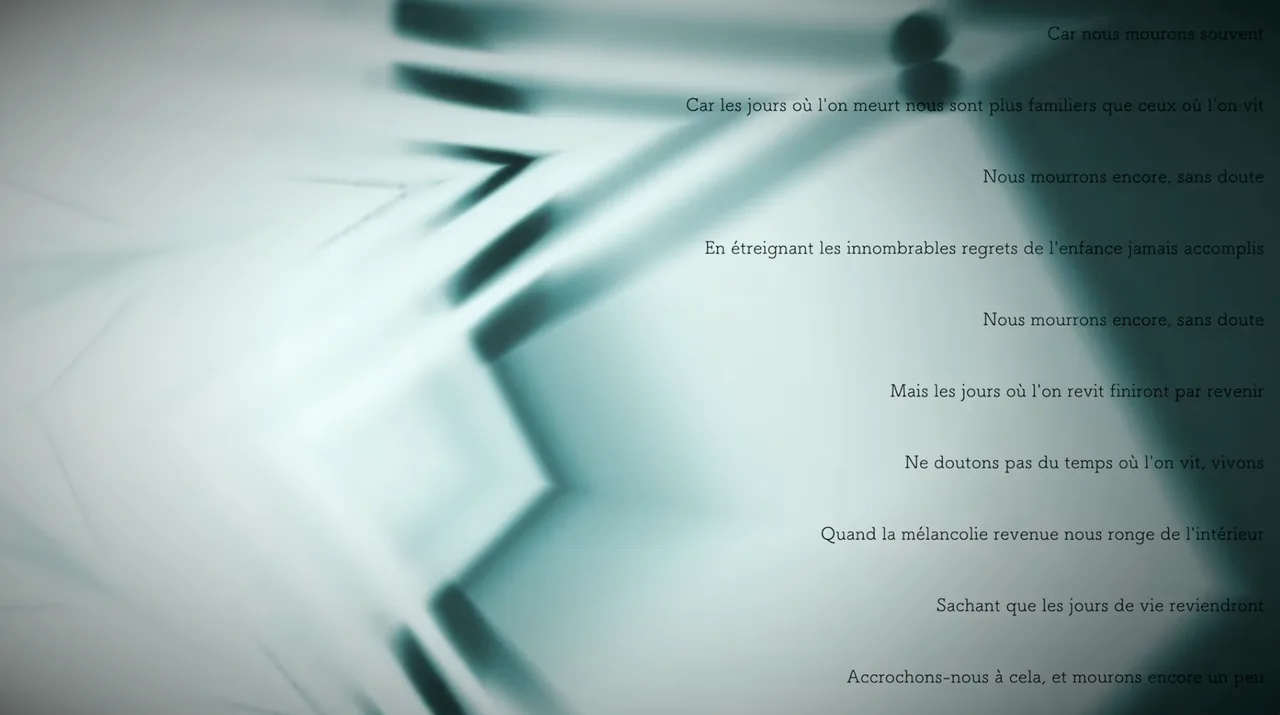 Car nous mourons souvent
Car les jours où l'on meurt nous sont plus familiers que ceux où l'on vit
Nous mourrons encore, sans doute
En étreignant les innombrables regrets de l'enfance jamais accomplis
Nous mourrons encore, sans doute
Mais les jours où l'on revit finiront par revenir
Ne doutons pas du temps où l'on vit, vivons
Quand la mélancolie revenue nous ronge de l'intérieur
Sachant que les jours de vie reviendront
Accrochons-nous à cela, et mourons encore un peu